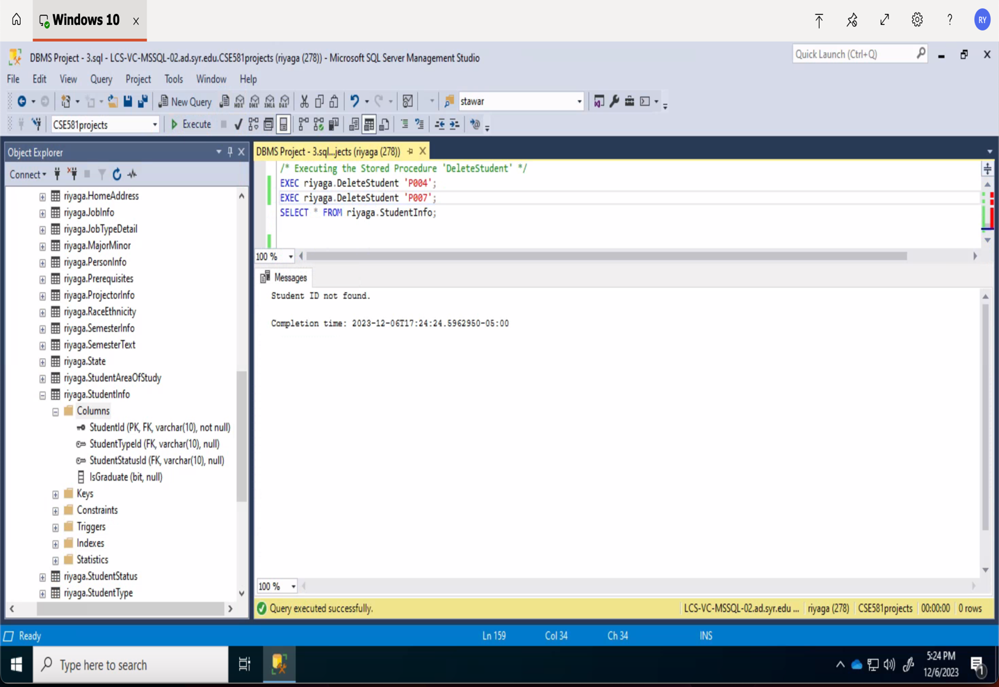 Windows 10 x
?
RY
DBMS Project - 3.sql - LCS-VC-MSSQL-02.ad.syr.edu.CSE581projects (riyaga (278)) - Microsoft SQL Server Management Studio
Quick Launch (Ctrl+Q)
File Edit View Query Project Tools Window Help
New Query
stawar
CSE581projects
Execute
Object Explorer
DBMS Project - 3.sql...jects (riyaga (278))
Connect
/* Executing the Stored Procedure 'DeleteStudent' */
EXEC riyaga.DeleteStudent 'P004';
EXEC riyaga.DeleteStudent 'P007';
SELECT * FROM riyaga.StudentInfo;
100 %
Messages
Student ID not found.
Completion time: 2023-12-06T17:24:24.5962950-05:00
riyaga.HomeAddress
riyaga.JobInfo
riyaga.JobTypeDetail
riyaga.MajorMinor
riyaga.PersonInfo
riyaga.Prerequisites
riyaga.ProjectorInfo
riyaga.RaceEthnicity
riyaga.SemesterInfo
riyaga.SemesterText
riyaga.State
riyaga.StudentAreaOfStudy
riyaga.StudentInfo
Columns
StudentId (PK, FK, varchar(10), not null)
StudentTypeId (FK, varchar(10), null)
StudentStatusId (FK, varchar(10), null)
IsGraduate (bit, null)
Keys
Constraints
Triggers
Indexes
Statistics
riyaga.StudentStatus
riyaga.StudentType
100 %
Query executed successfully.
LCS-VC-MSSQL-02.ad.syr.edu ... riyaga (278) CSE581projects 00:00:00 0 rows
Ready
Ln 159 Col 34 Ch 34 INS
Type here to search
5:24 PM
12/6/2023
1